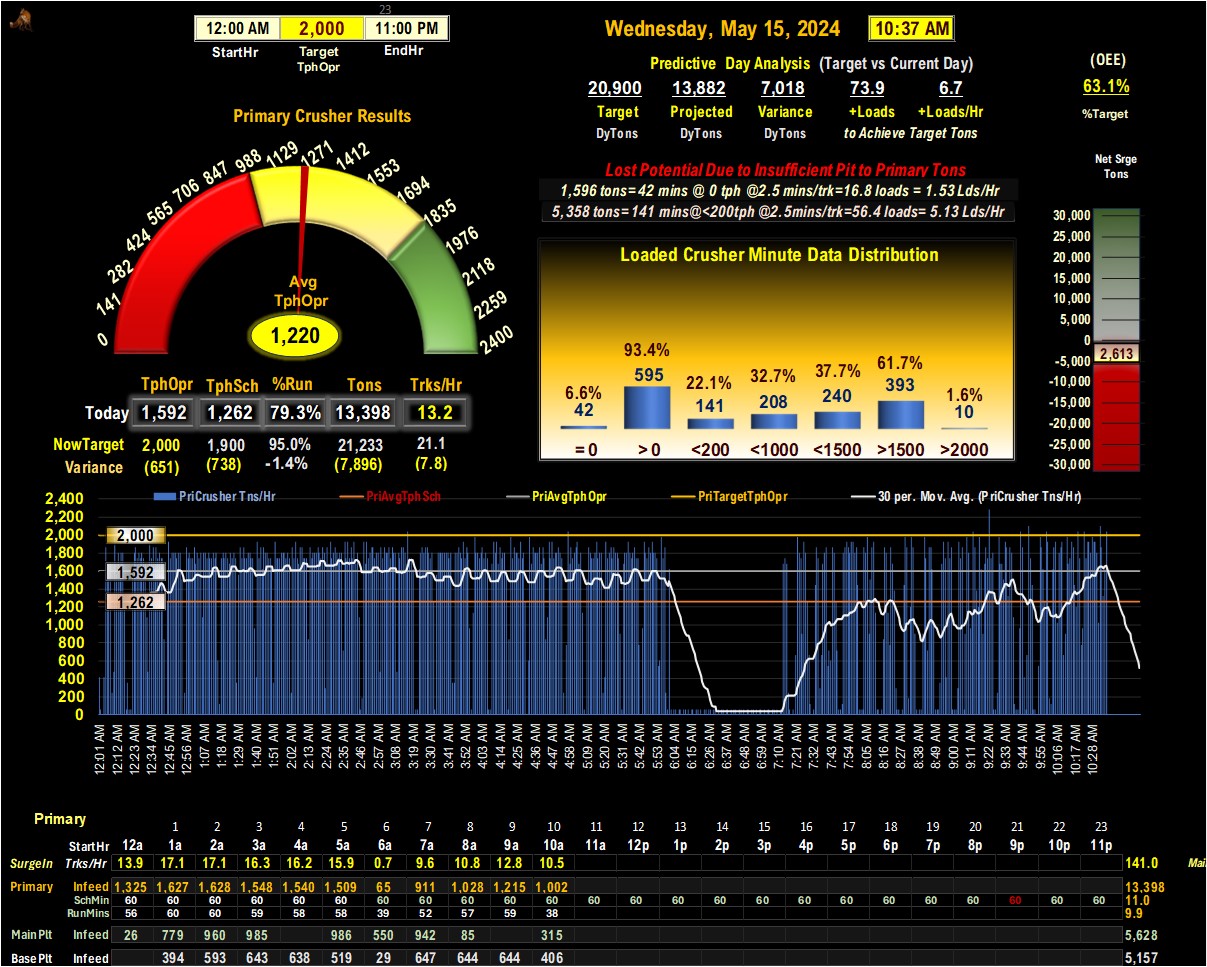 23
12:00 AM 2,000 11:00 PM
StartHr Target TphOpr EndHr
Wednesday, May 15, 2024 10:37 AM
Predictive Day Analysis (Target vs Current Day)
20,900 13,882 7,018 73.9 6.7
Target Projected Variance +Loads +Loads/Hr
DyTons DyTons DyTons to Achieve Target Tons
(OEE)
63.1%
%Target
Primary Crusher Results
0 141 282 424 565 706 847 988 1129 1271 1412 1553 1694 1835 1976 2118 2259 2400
Avg
TphOpr
1,220
Lost Potential Due to Insufficient Pit to Primary Tons
1,596 tons=42 mins @ 0 tph @2.5 mins/trk=16.8 loads = 1.53 Lds/Hr
5,358 tons= 141 mins@<200tph @2.5mins/trk=56.4 loads= 5.13 Lds/Hr
Net Srge
Tons
30,000
25,000
20,000
15,000
10,000
5,000
0
-5,000
-10,000
-15,000
-20,000
-25,000
-30,000
2,613
Loaded Crusher Minute Data Distribution
6.6% 93.4% 22.1% 32.7% 37.7% 61.7% 1.6%
42 595 141 208 240 393 10
=0 >0 <200 <1000 <1500 >1500 >2000
TphOpr TphSch %Run Tons Trks/Hr
Today 1,592 1,262 79.3% 13,398 13.2
NowTarget 2,000 1,900 95.0% 21,233 21.1
Variance (651) (738) -1.4% (7,896) (7.8)
PriCrusher Tns/Hr PriAvgTphSch PriAvgTphOpr PriTargetTphOpr 30 per. Mov. Avg. (PriCrusher Tns/Hr)
2,400
2,200
2,000
1,800
1,600
1,400
1,200
1,000
800
600
400
200
0
2,000
1,592
1,262
12:01 AM 12:12 AM 12:23 AM 12:34 AM 12:45 AM 12:56 AM 1:07 AM 1:18 AM 1:29 AM 1:40 AM 1:51 AM 2:02 AM 2:13 AM 2:24 AM 2:35 AM 2:46 AM 2:57 AM 3:08 AM 3:19 AM 3:30 AM 3:41 AM 3:52 AM 4:03 AM 4:14 AM 4:25 AM 4:36 AM 4:47 AM 4:58 AM 5:09 AM 5:20 AM 5:31 AM 5:42 AM 5:53 AM 6:04 AM 6:15 AM 6:26 AM 6:37 AM 6:48 AM 6:59 AM 7:10 AM 7:21 AM 7:32 AM 7:43 AM 7:54 AM 8:05 AM 8:16 AM 8:27 AM 8:38 AM 8:49 AM 9:00 AM 9:11 AM 9:22 AM 9:33 AM 9:44 AM 9:55 AM 10:06 AM 10:17 AM 10:28 AM
Primary
1 2 3 4 5 6 7 8 9 10 11 12 13 14 15 16 17 18 19 20 21 22 23
StartHr 12a 1a 2a 3a 4a 5a 6a 7a 8a 9a 10a 11a 12p 1p 2p 3p 4p 5p 6p 7p 8p 9p 10p 11p
SurgeIn Trks/Hr 13.9 17.1 17.1 16.3 16.2 15.9 0.7 9.6 10.8 12.8 10.5 141.0 Mai
Primary Infeed 1,325 1,627 1,628 1,548 1,540 1,509 65 911 1,028 1,215 1,002 13,398
SchMin 60 60 60 60 60 60 60 60 60 60 60 60 60 60 60 60 60 60 60 60 60 60 60 60 11.0
RunMins 56 60 60 59 58 58 39 52 57 59 38 9.9
Main Plt Infeed 26 779 960 985 986 550 942 85 315 5,628
Base Plt Infeed 394 593 643 638 519 29 647 644 644 406 5,157